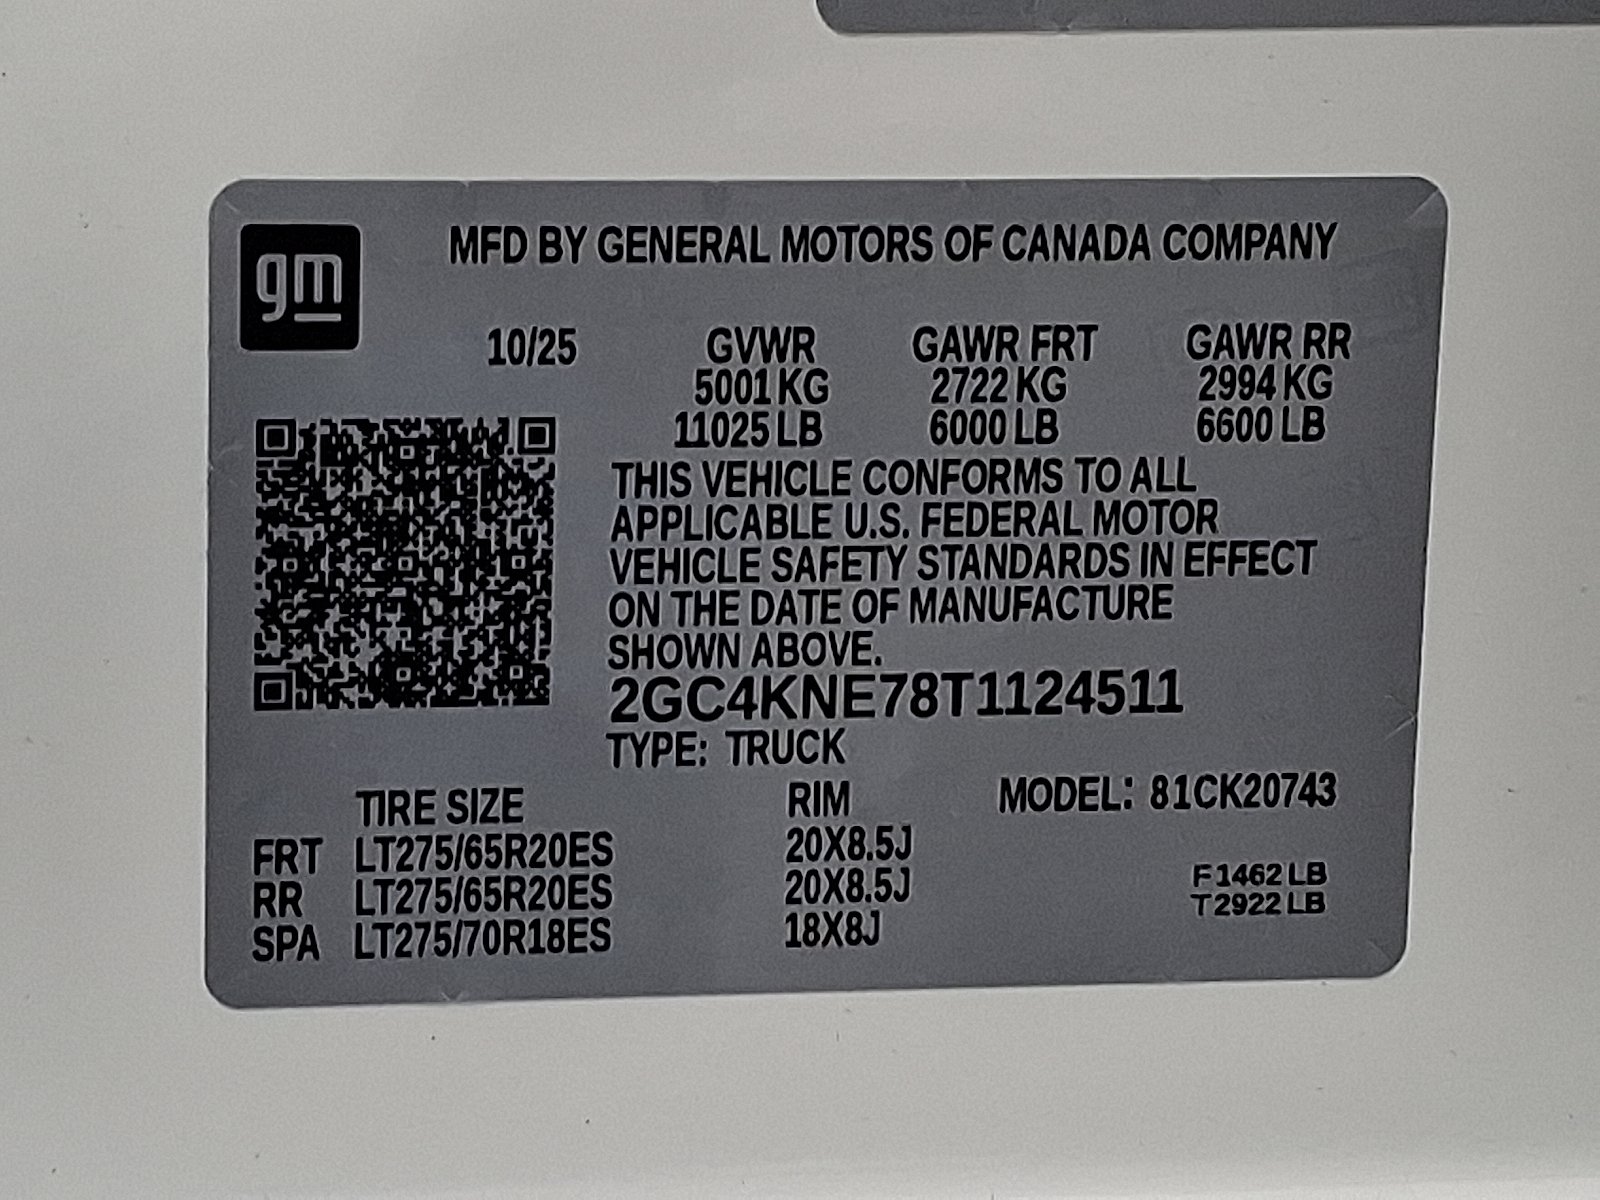 gm
MFD BY GENERAL MOTORS OF CANADA COMPANY
10/25 GVWR GAWR FRT GAWR RR
5001 KG 2722 KG 2994 KG
11025 LB 6000 LB 6600 LB
THIS VEHICLE CONFORMS TO ALL
APPLICABLE U.S. FEDERAL MOTOR
VEHICLE SAFETY STANDARDS IN EFFECT
ON THE DATE OF MANUFACTURE
SHOWN ABOVE.
2GC4KNE78T1124511
TYPE: TRUCK
TIRE SIZE RIM MODEL: 81CK20743
FRT LT275/65R20ES 20X8.5J
RR LT275/65R20ES 20X8.5J
SPA LT275/70R18ES 18X8J
F1462 LB
T2922 LB